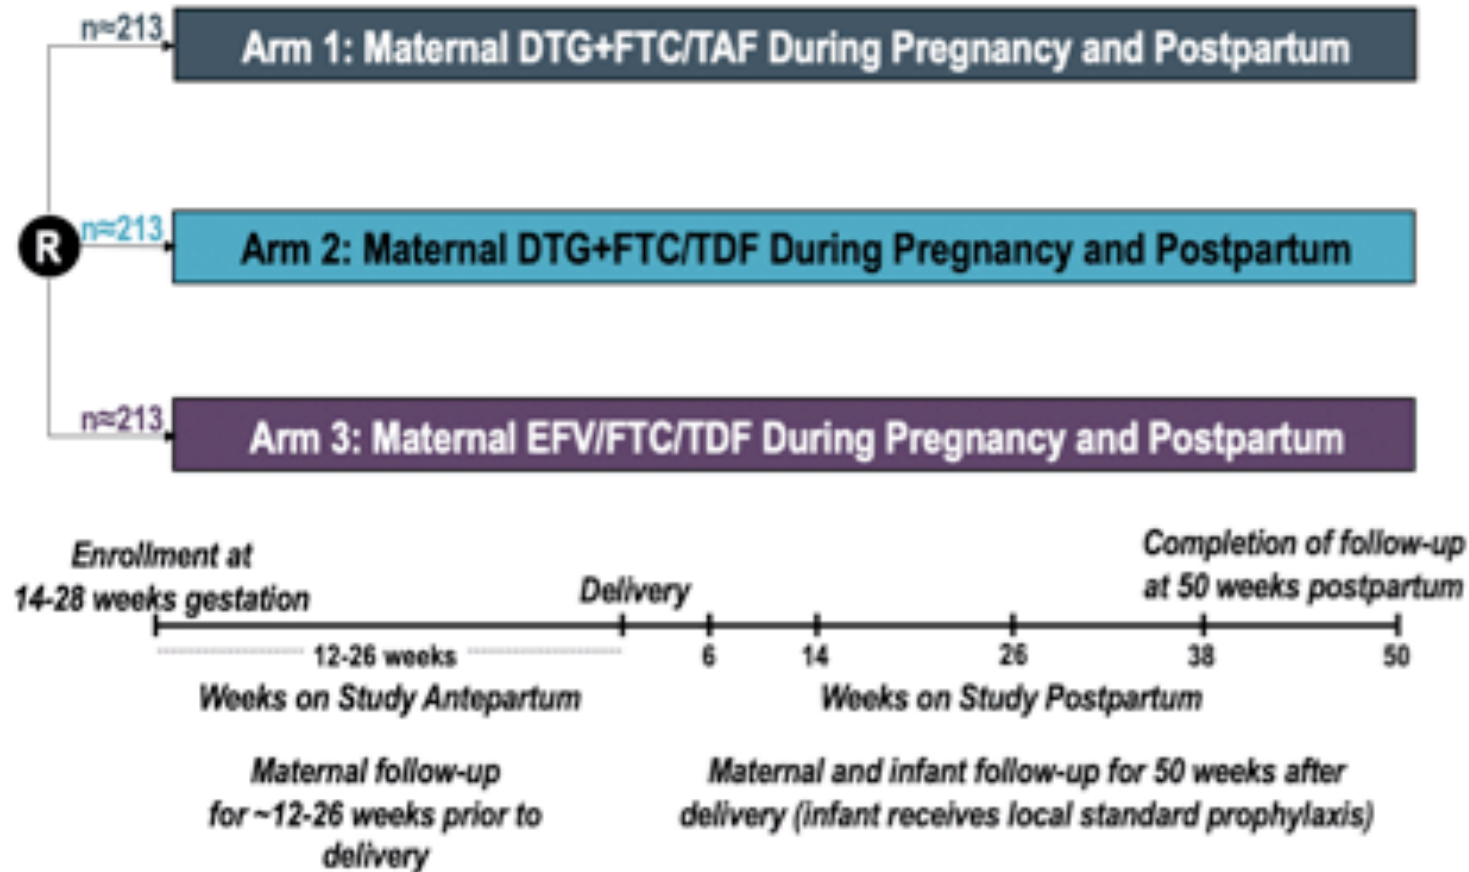 n≈213
Arm 1: Maternal DTG+FTC/TAF During Pregnancy and Postpartum
R
n≈213
Arm 2: Maternal DTG+FTC/TDF During Pregnancy and Postpartum
n≈213
Arm 3: Maternal EFV/FTC/TDF During Pregnancy and Postpartum
Enrollment at
14-28 weeks gestation
Delivery
Completion of follow-up
at 50 weeks postpartum
12-26 weeks
6
14
26
38
50
Weeks on Study Antepartum
Weeks on Study Postpartum
Maternal follow-up
for ~12-26 weeks prior to
delivery
Maternal and infant follow-up for 50 weeks after
delivery (infant receives local standard prophylaxis)